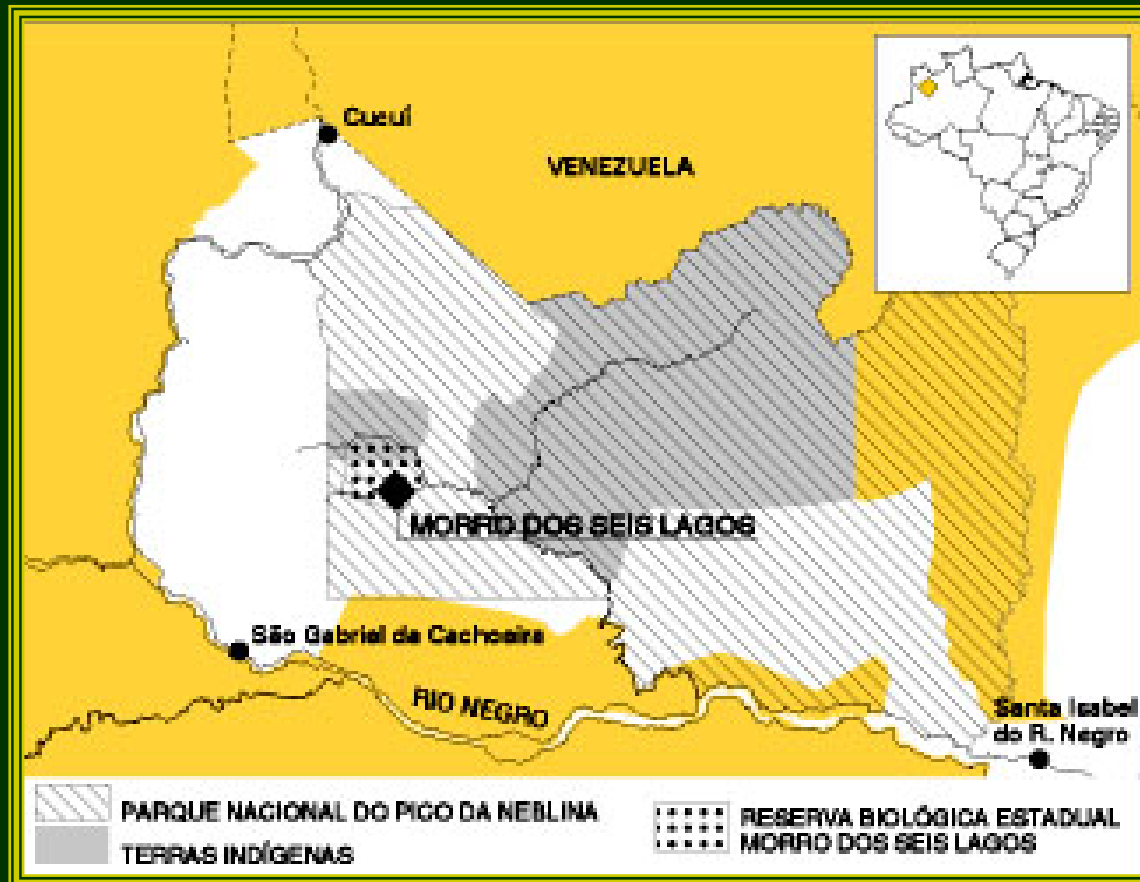 Cucuí
VENEZUELA
MORRO DOS SEIS LAGOS
São Gabriel da Cachoeira
RIO NEGRO
Santa Isabel
do R. Negro
PARQUE NACIONAL DO PICO DA NEBLINA
TERRAS INDÍGENAS
RESERVA BIOLÓGICA ESTADUAL
MORRO DOS SEIS LAGOS